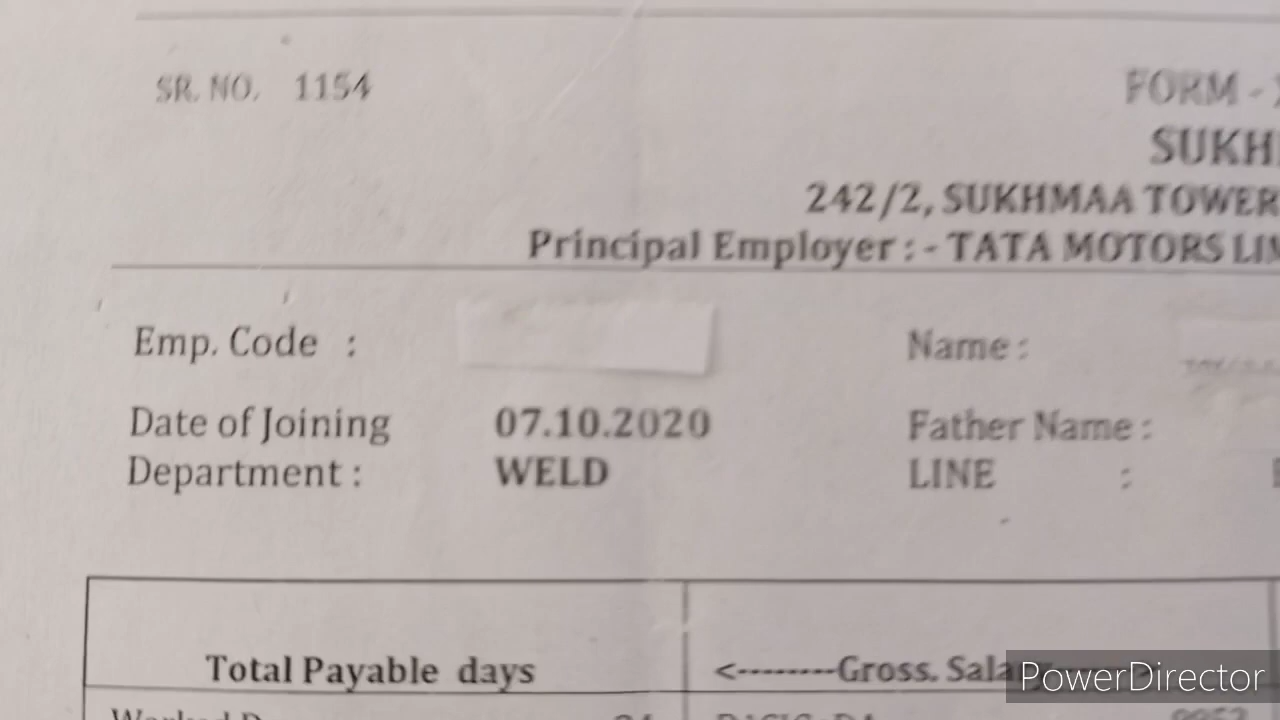 SR. NO. 1154
FORM -
SUKH
242/2, SUKHMAA TOWER
Principal Employer : - TATA MOTORS LIM
Emp. Code :
Name :
Date of Joining 07.10.2020
Father Name :
Department : WELD
LINE :
Total Payable days
<--------Gross. Sala
PowerDirector